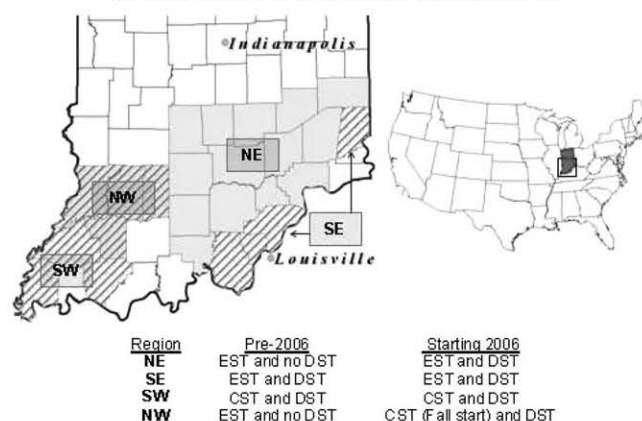 Indianapolis
NE
NW
SE
SW
Louisville
Region Pre-2006 Starting 2006
NE EST and no DST EST and DST
SE EST and DST EST and DST
SW CST and DST CST and DST
NW EST and no DST CST (Fall start) and DST